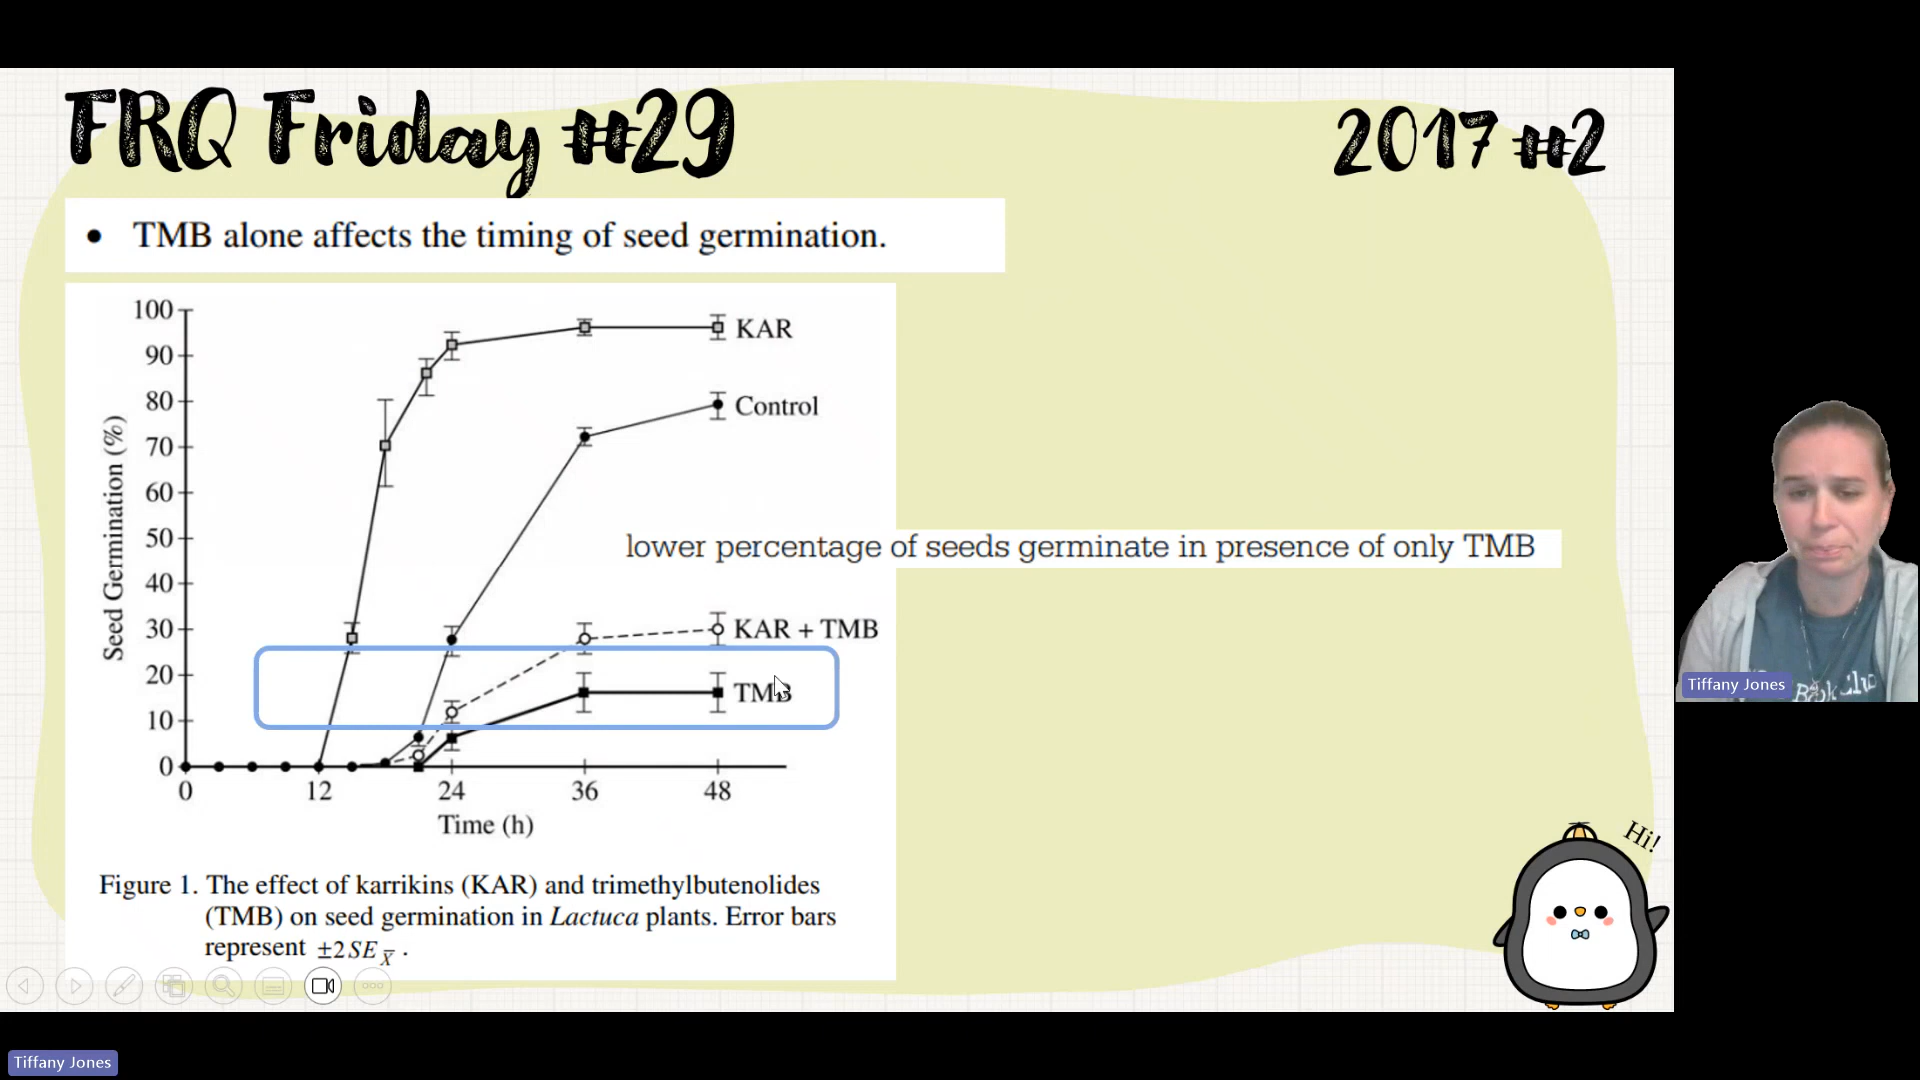 FRQ Friday #29
2017 #2
• TMB alone affects the timing of seed germination.
100
90
80
70
60
50
40
30
20
10
0
Seed Germination (%)
KAR
Control
KAR + TMB
TMB
lower percentage of seeds germinate in presence of only TMB
0 12 24 36 48
Time (h)
Figure 1. The effect of karrikins (KAR) and trimethylbutenolides
(TMB) on seed germination in Lactuca plants. Error bars
represent ±2SE x̅ .
Hi!
Tiffany Jones
Tiffany Jones